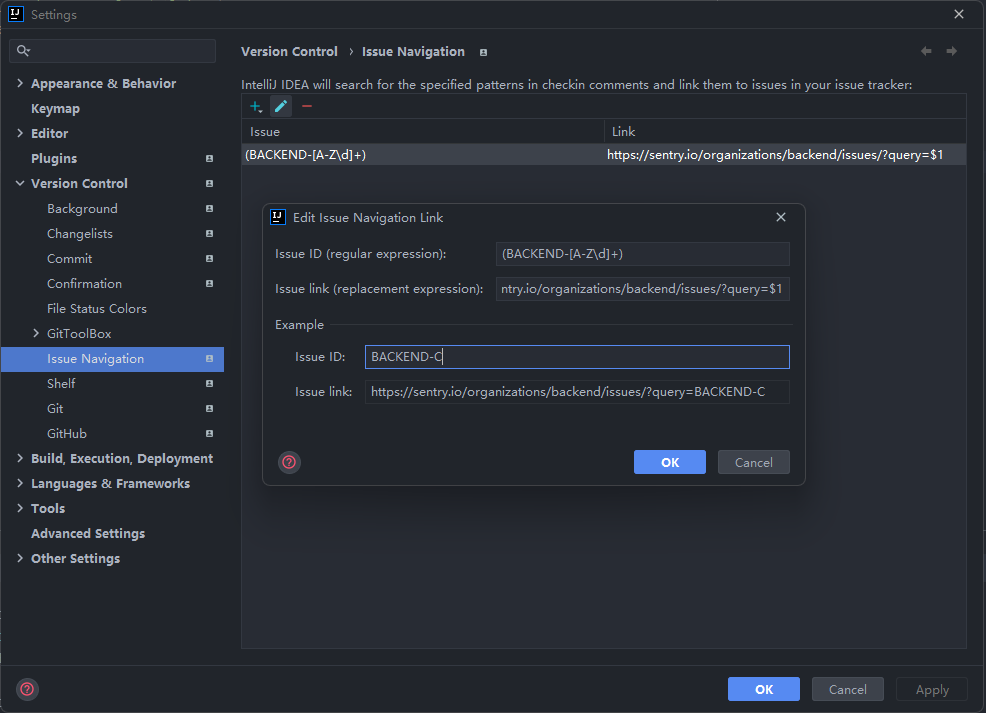 Settings
Version Control › Issue Navigation
Appearance & Behavior
Keymap
Editor
Plugins
Version Control
Background
Changelists
Commit
Confirmation
File Status Colors
GitToolBox
Issue Navigation
Shelf
Git
GitHub
Build, Execution, Deployment
Languages & Frameworks
Tools
Advanced Settings
Other Settings
IntelliJ IDEA will search for the specified patterns in checkin comments and link them to issues in your issue tracker:
Issue Link
(BACKEND-[A-Z\d]+) https://sentry.io/organizations/backend/issues/?query=$1
Edit Issue Navigation Link
Issue ID (regular expression): (BACKEND-[A-Z\d]+)
Issue link (replacement expression): ntry.io/organizations/backend/issues/?query=$1
Example
Issue ID: BACKEND-C
Issue link: https://sentry.io/organizations/backend/issues/?query=BACKEND-C
OK Cancel
OK Cancel Apply